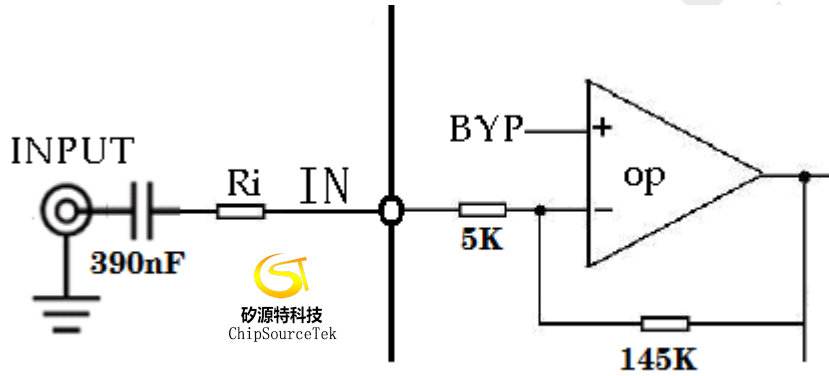 INPUT
Ri
IN
390nF
BYP
+
op
−
5K
145K
矽源特科技
ChipSourceTek